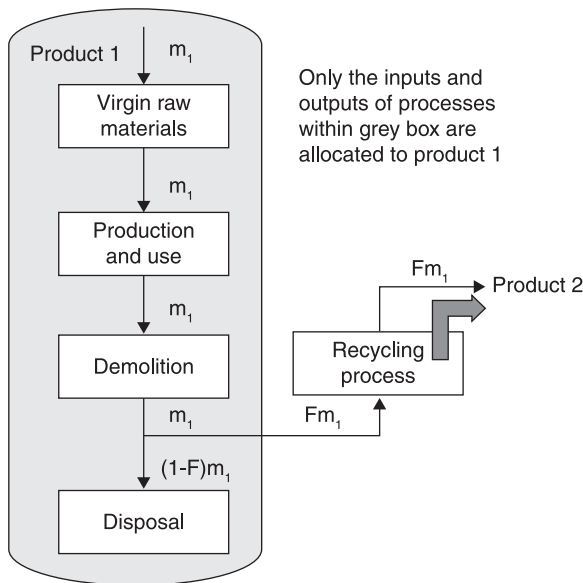 Product 1
m₁
Virgin raw
materials
Only the inputs and
outputs of processes
within grey box are
allocated to product 1
m₁
Production
and use
Fm₁
Product 2
m₁
Recycling
process
Demolition
m₁
Fm₁
(1-F)m₁
Disposal